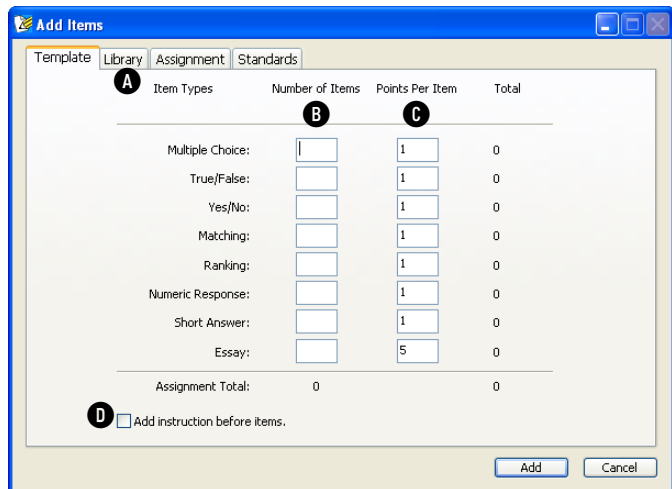 Add Items
Template Library Assignment Standards
A
Item Types Number of Items Points Per Item Total
B C
Multiple Choice: 1 0
True/False: 1 0
Yes/No: 1 0
Matching: 1 0
Ranking: 1 0
Numeric Response: 1 0
Short Answer: 1 0
Essay: 5 0
Assignment Total: 0 0
D Add instruction before items.
Add Cancel